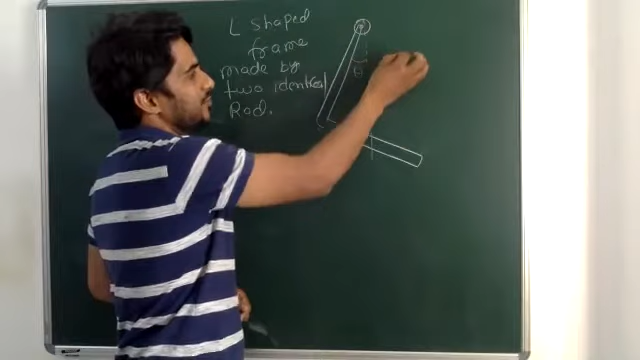 L shaped
frame
made by
two identical
Rod.
θ